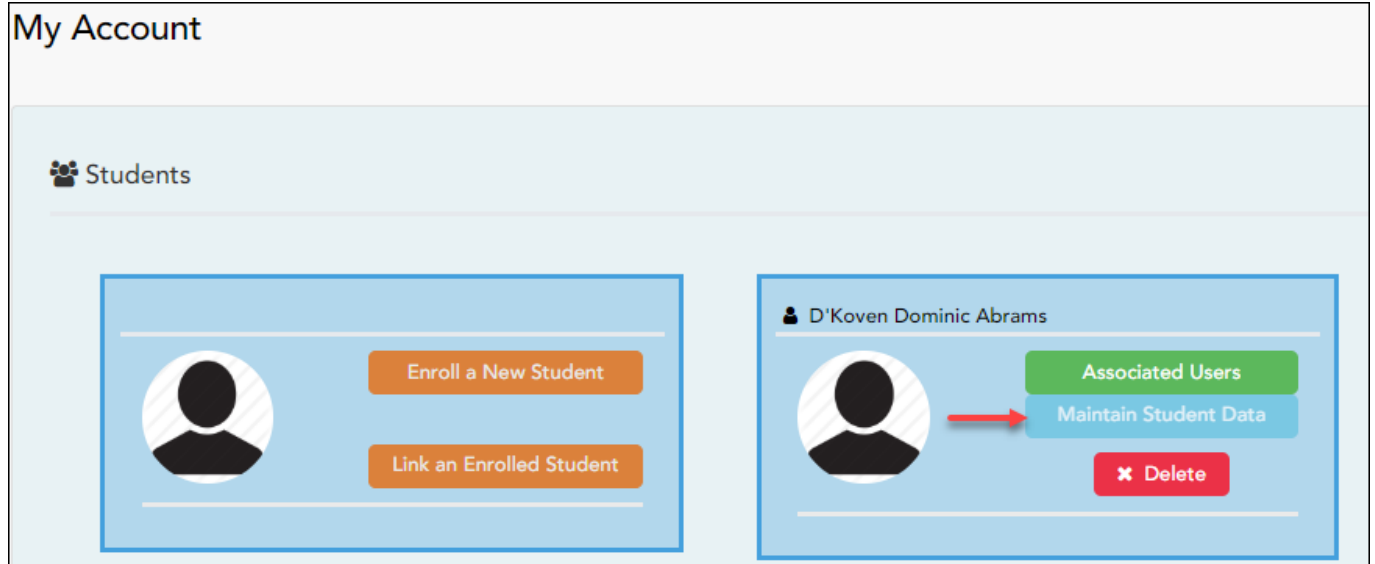 My Account
Students
Enroll a New Student
Link an Enrolled Student
D'Koven Dominic Abrams
Associated Users
Maintain Student Data
Delete